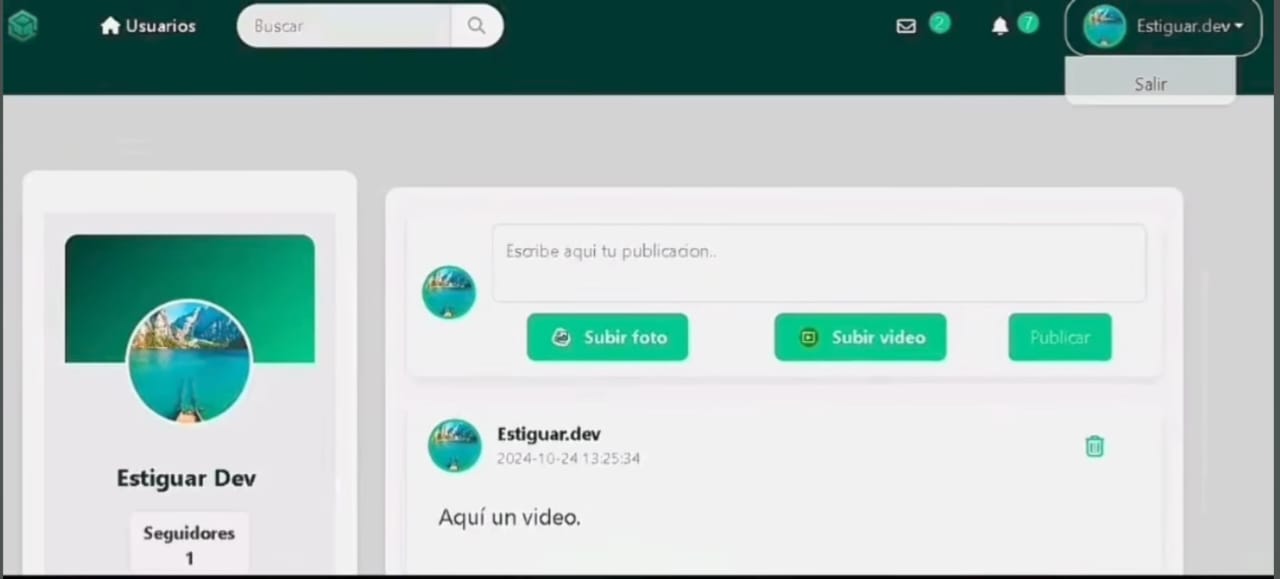 Usuarios
Buscar
2
7
Estiguar.dev
Salir
Escribe aqui tu publicacion..
Subir foto
Subir video
Publicar
Estiguar Dev
Seguidores
1
Estiguar.dev
2024-10-24 13:25:34
Aquí un video.